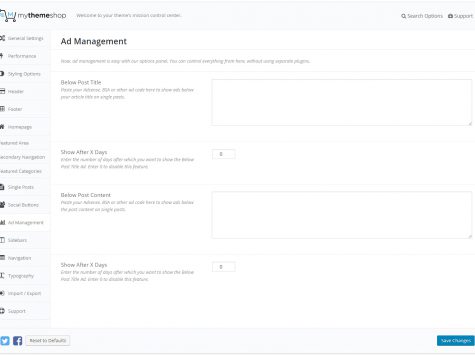 mythemeshop
Welcome to your theme's mission control center.
Search Options
Support
General Settings
Performance
Styling Options
Header
Footer
Homepage
Featured Area
Secondary Navigation
Featured Categories
Single Posts
Social Buttons
Ad Management
Sidebars
Navigation
Typography
Import / Export
Support
Ad Management
Now, ad management is easy with our options panel. You can control everything from here, without using separate plugins.
Below Post Title
Paste your Adsense, BSA or other ad code here to show ads below
your article title on single posts.
Show After X Days
0
Enter the number of days after which you want to show the Below
Post Title Ad. Enter 0 to disable this feature.
Below Post Content
Paste your Adsense, BSA or other ad code here to show ads below
the post content on single posts.
Show After X Days
0
Enter the number of days after which you want to show the Below
Post Title Ad. Enter 0 to disable this feature.
Reset to Defaults
Save Changes